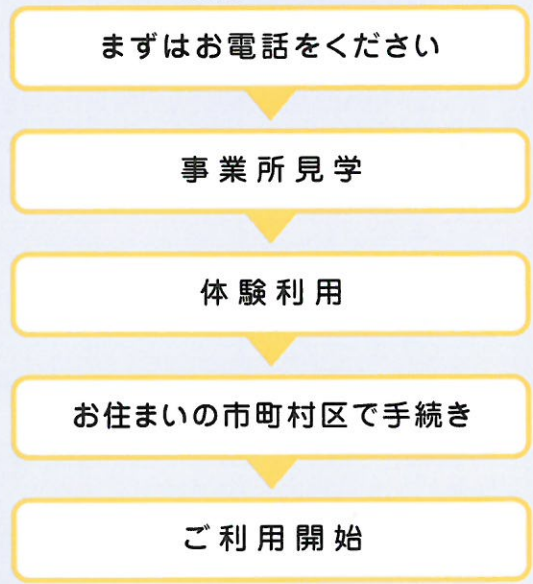 まずはお電話をください
事業所見学
体験利用
お住まいの市町村区で手続き
ご利用開始